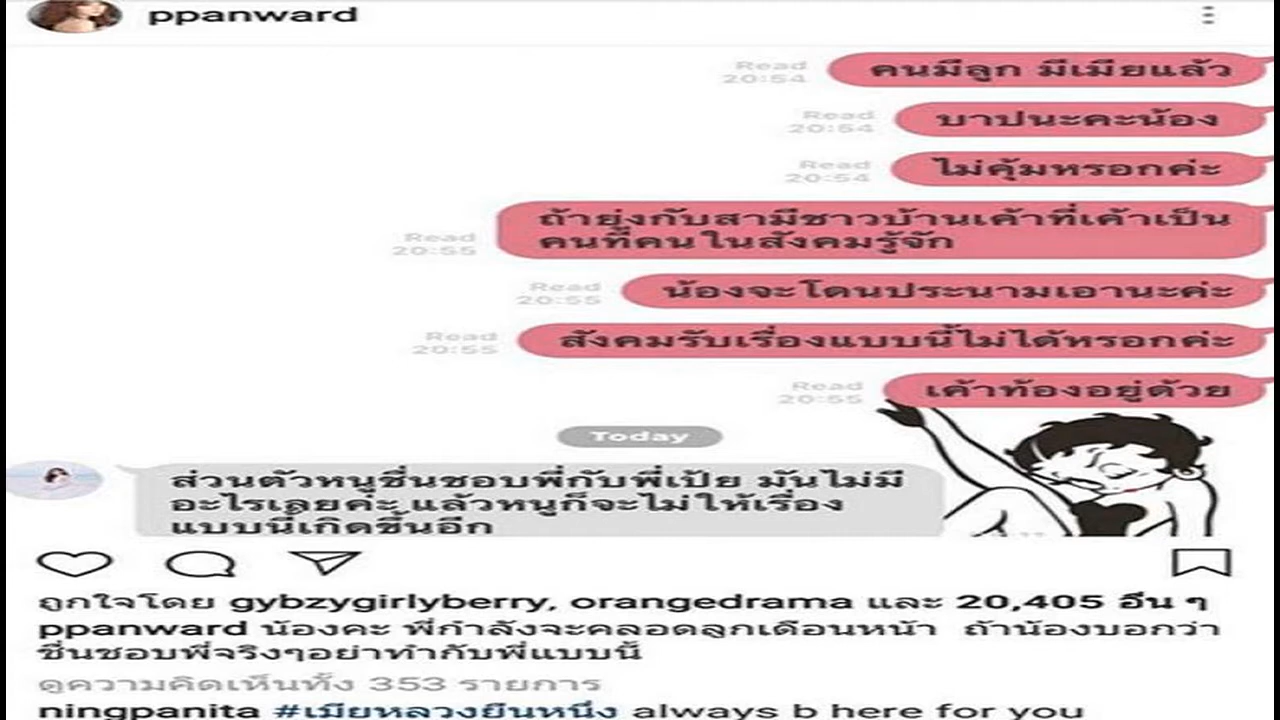 ppanward
Read
20:54
คนมีลูก มีเมียแล้ว
Read
20:54
บาปนะคะน้อง
Read
20:54
ไม่คุ้มหรอกค่ะ
ถ้ายุ่งกับสามีชาวบ้านเค้าที่เค้าเป็น
คนที่คนในสังคมรู้จัก
Read
20:55
Read
20:55
น้องจะโดนประนามเอานะค่ะ
Read
20:55
สังคมรับเรื่องแบบนี้ไม่ได้หรอกค่ะ
Read
20:55
เค้าท้องอยู่ด้วย
Today
ส่วนตัวหนูชื่นชอบพี่กับพี่เป้ย มันไม่มี
อะไรเลยค่ะ แล้วหนูก็จะไม่ให้เรื่อง
แบบนี้เกิดขึ้นอีก
ถูกใจโดย gybzygirlyberry, orangedrama และ 20,405 อื่น ๆ
ppanward น้องคะ พี่กำลังจะคลอดลูกเดือนหน้า ถ้าน้องบอกว่า
ชื่นชอบพี่จริงๆอย่าทำกับพี่แบบนี้
ดูความคิดเห็นทั้ง 353 รายการ
ningpanita #เมียหลวงยืนหนึ่ง always b here for you